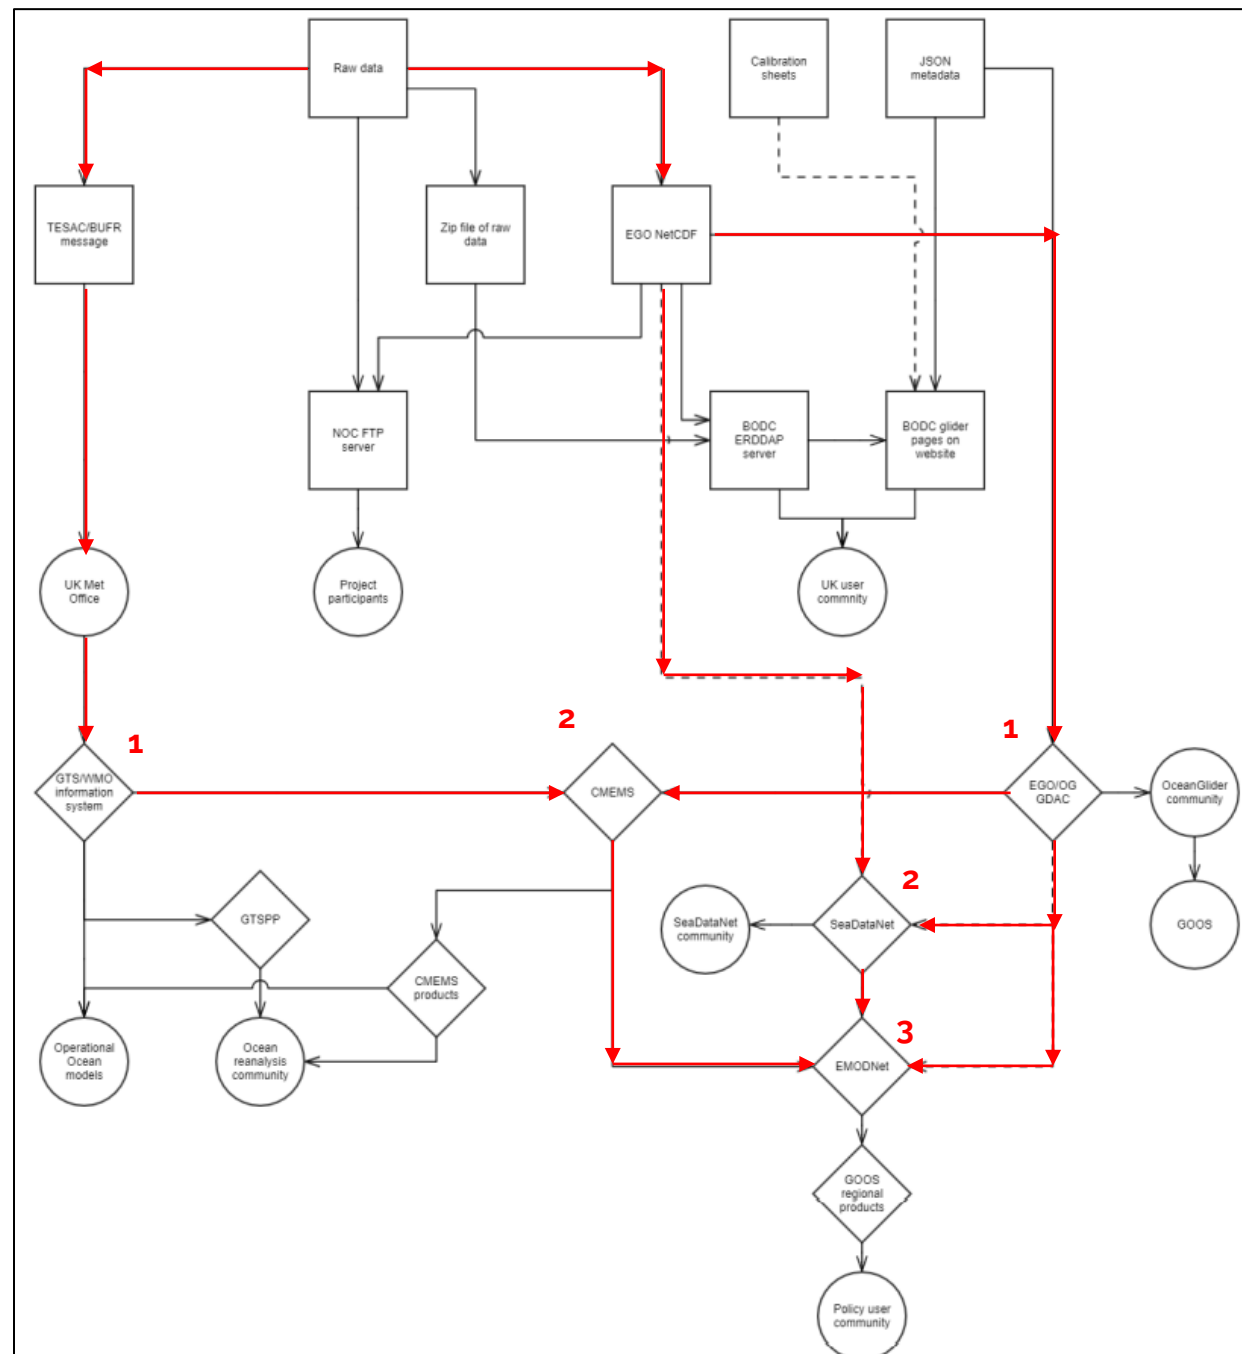 Raw data
Calibration
sheets
JSON
metadata
TESAC/BUFR
message
Zip file of raw
data
EGO NetCDF
NOC FTP
server
BODC
ERDDAP
server
BODC glider
pages on
website
UK Met
Office
Project
participants
UK user
commnity
1
2
1
GTS/WMO
information
system
CMEMS
EGO/OG
GDAC
OceanGlider
community
2
GTSPP
SeaDataNet
community
SeaDataNet
GOOS
CMEMS
products
3
Operational
Ocean
models
Ocean
reanalysis
community
EMODNet
GOOS
regional
products
Policy user
community